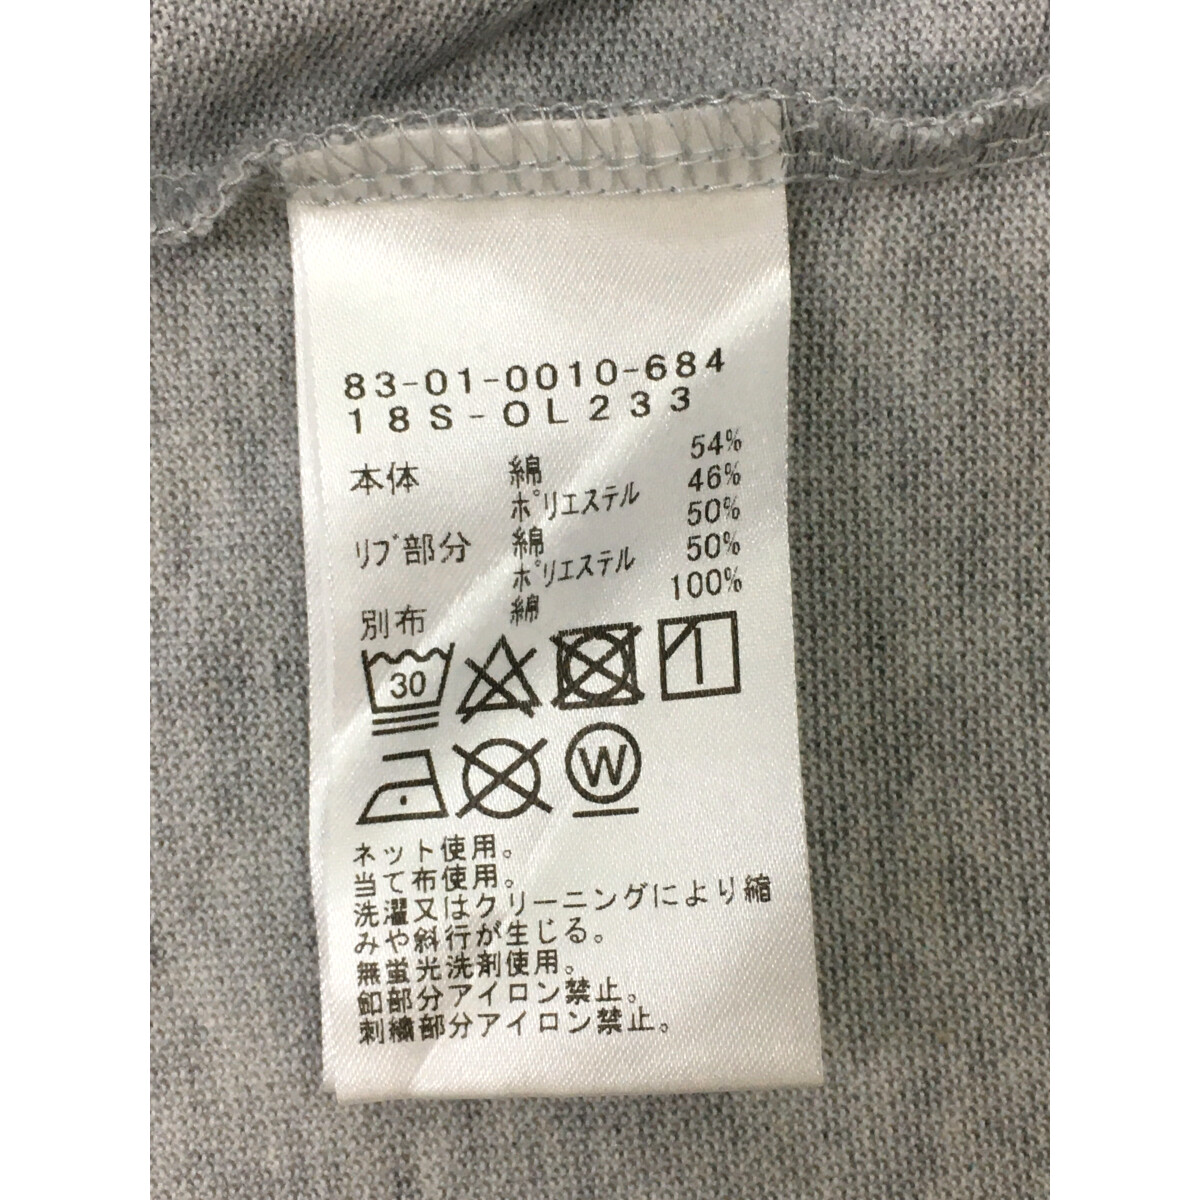 83-01-0010-684
18S-OL233
本体 綿 54%
ポリエステル 46%
リブ部分 綿 50%
ポリエステル 50%
別布 綿 100%
30
W
ネット使用。
当て布使用。
洗濯又はクリーニングにより縮
みや斜行が生じる。
無蛍光洗剤使用。
釦部分アイロン禁止。
刺繍部分アイロン禁止。